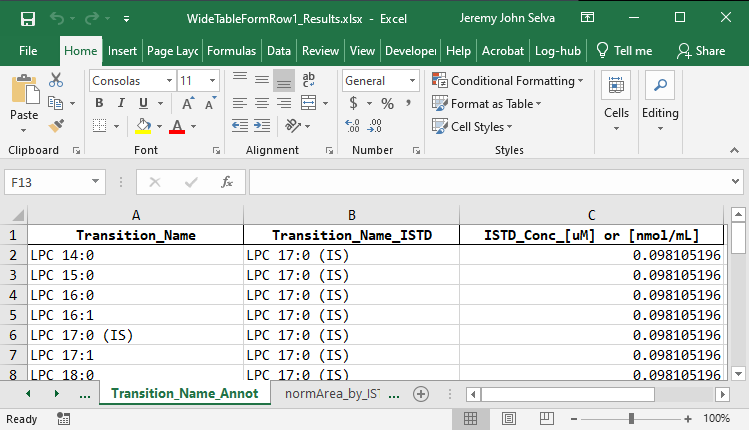 WideTableFormRow1_Results.xlsx - Excel
Jeremy John Selva
File Home Insert Page Layc Formulas Data Review View Developer Help Acrobat Log-hub Tell me Share
Consolas 11
General
Conditional Formatting
Format as Table
Cell Styles
Paste
B I U
A A
ab
$ % ,
.00 .0
Cells Editing
Clipboard Font Alignment Number Styles
F13 fx
A B C
1 Transition_Name Transition_Name_ISTD ISTD_Conc_[uM] or [nmol/mL]
2 LPC 14:0 LPC 17:0 (IS) 0.098105196
3 LPC 15:0 LPC 17:0 (IS) 0.098105196
4 LPC 16:0 LPC 17:0 (IS) 0.098105196
5 LPC 16:1 LPC 17:0 (IS) 0.098105196
6 LPC 17:0 (IS) LPC 17:0 (IS) 0.098105196
7 LPC 17:1 LPC 17:0 (IS) 0.098105196
8 LPC 18:0 LPC 17:0 (IS) 0.098105196
... Transition_Name_Annot normArea_by_IST ...
Ready 100%